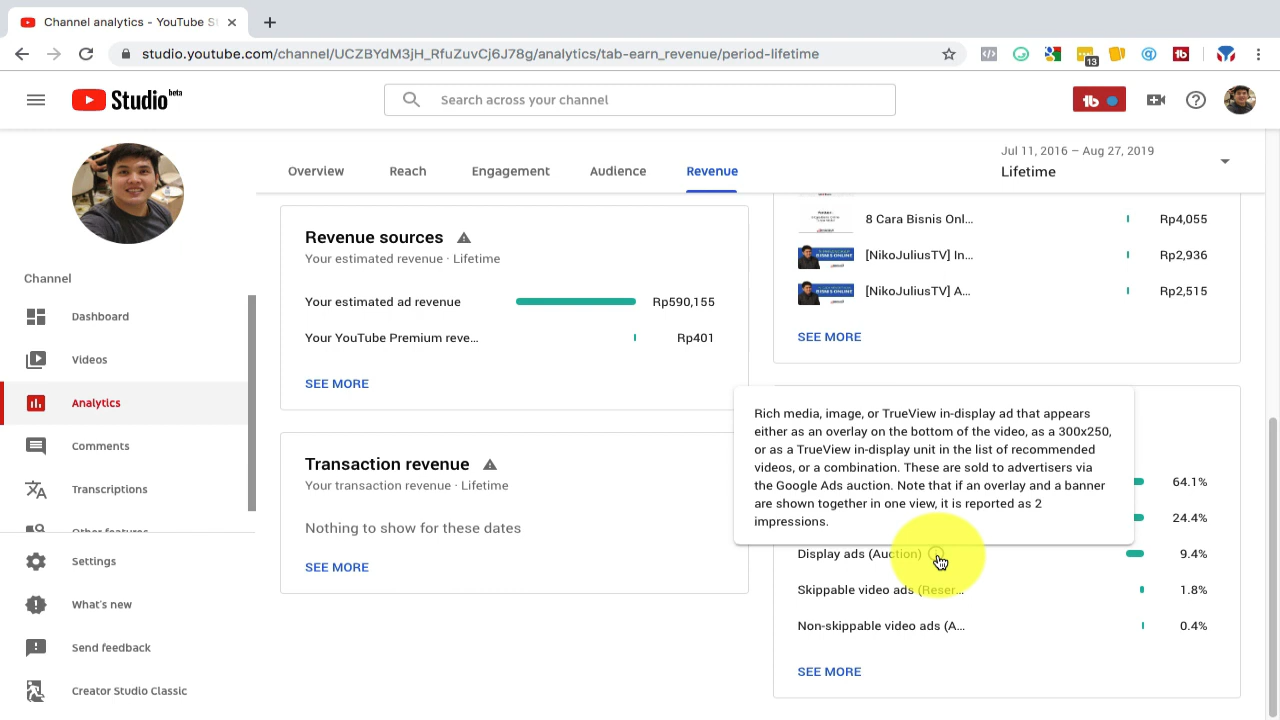 Channel analytics - YouTube S
studio.youtube.com/channel/UCZBYdM3jH_RfuZuvCj6J78g/analytics/tab-earn_revenue/period-lifetime
13
Studio beta
Search across your channel
Overview
Reach
Engagement
Audience
Revenue
Jul 11, 2016 – Aug 27, 2019
Lifetime
Channel
Dashboard
Videos
Analytics
Comments
Transcriptions
Other features
Settings
What's new
Send feedback
Creator Studio Classic
Revenue sources
Your estimated revenue · Lifetime
Your estimated ad revenue Rp590,155
Your YouTube Premium reve... Rp401
SEE MORE
Transaction revenue
Your transaction revenue · Lifetime
Nothing to show for these dates
SEE MORE
8 Cara Bisnis Onl... Rp4,055
[NikoJuliusTV] In... Rp2,936
[NikoJuliusTV] A... Rp2,515
SEE MORE
Rich media, image, or TrueView in-display ad that appears
either as an overlay on the bottom of the video, as a 300x250,
or as a TrueView in-display unit in the list of recommended
videos, or a combination. These are sold to advertisers via
the Google Ads auction. Note that if an overlay and a banner
are shown together in one view, it is reported as 2
impressions.
64.1%
24.4%
Display ads (Auction) 9.4%
Skippable video ads (Reser... 1.8%
Non-skippable video ads (A... 0.4%
SEE MORE